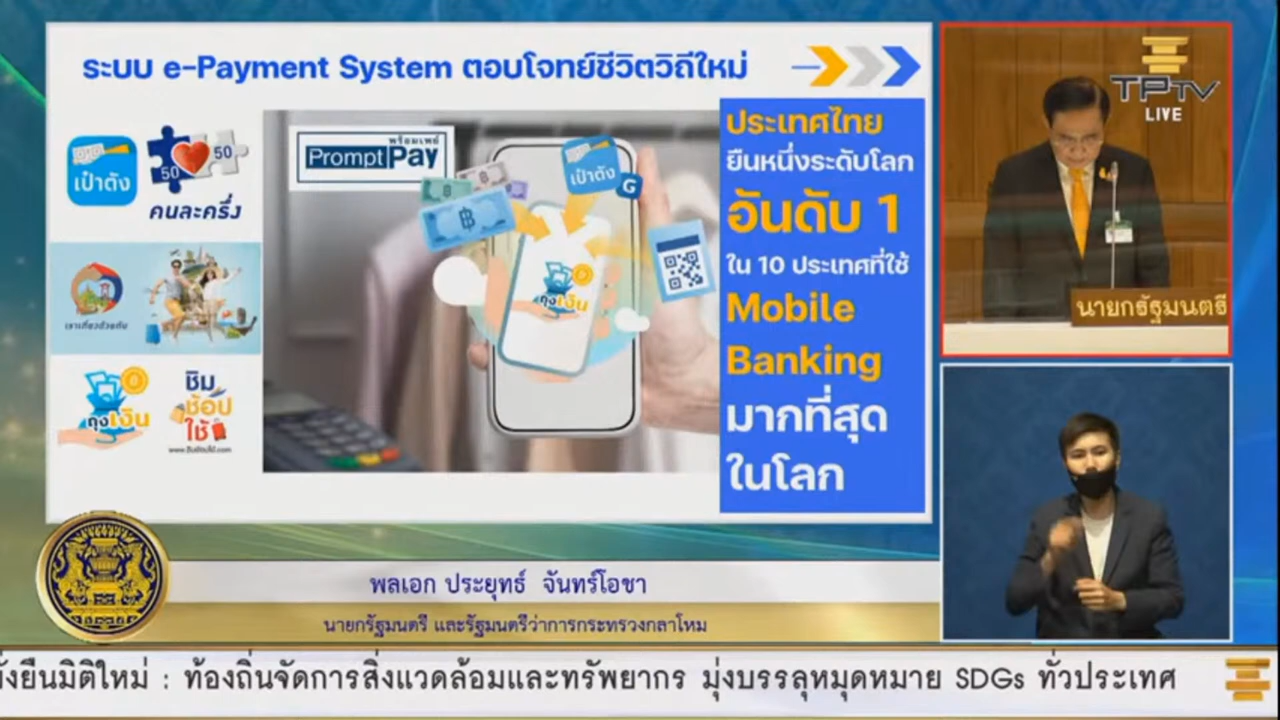 ระบบ e-Payment System ตอบโจทย์ชีวิตวิถีใหม่
เป๋าตัง
50
50
คนละครึ่ง
เราเที่ยวด้วยกัน
ถุงเงิน
ชิม
ช้อป
ใช้
www.ชิมช้อปใช้.com
พร้อมเพย์
PromptPay
เป๋าตัง
G
฿
฿
฿
ถุงเงิน
ประเทศไทย
ยืนหนึ่งระดับโลก
อันดับ 1
ใน 10 ประเทศที่ใช้
Mobile
Banking
มากที่สุด
ในโลก
TPTV
LIVE
นายกรัฐมนตรี
พลเอก ประยุทธ์ จันทร์โอชา
นายกรัฐมนตรี และรัฐมนตรีว่าการกระทรวงกลาโหม
ั่งยืนมิติใหม่ : ท้องถิ่นจัดการสิ่งแวดล้อมและทรัพยากร มุ่งบรรลุหมุดหมาย SDGs ทั่วประเทศ